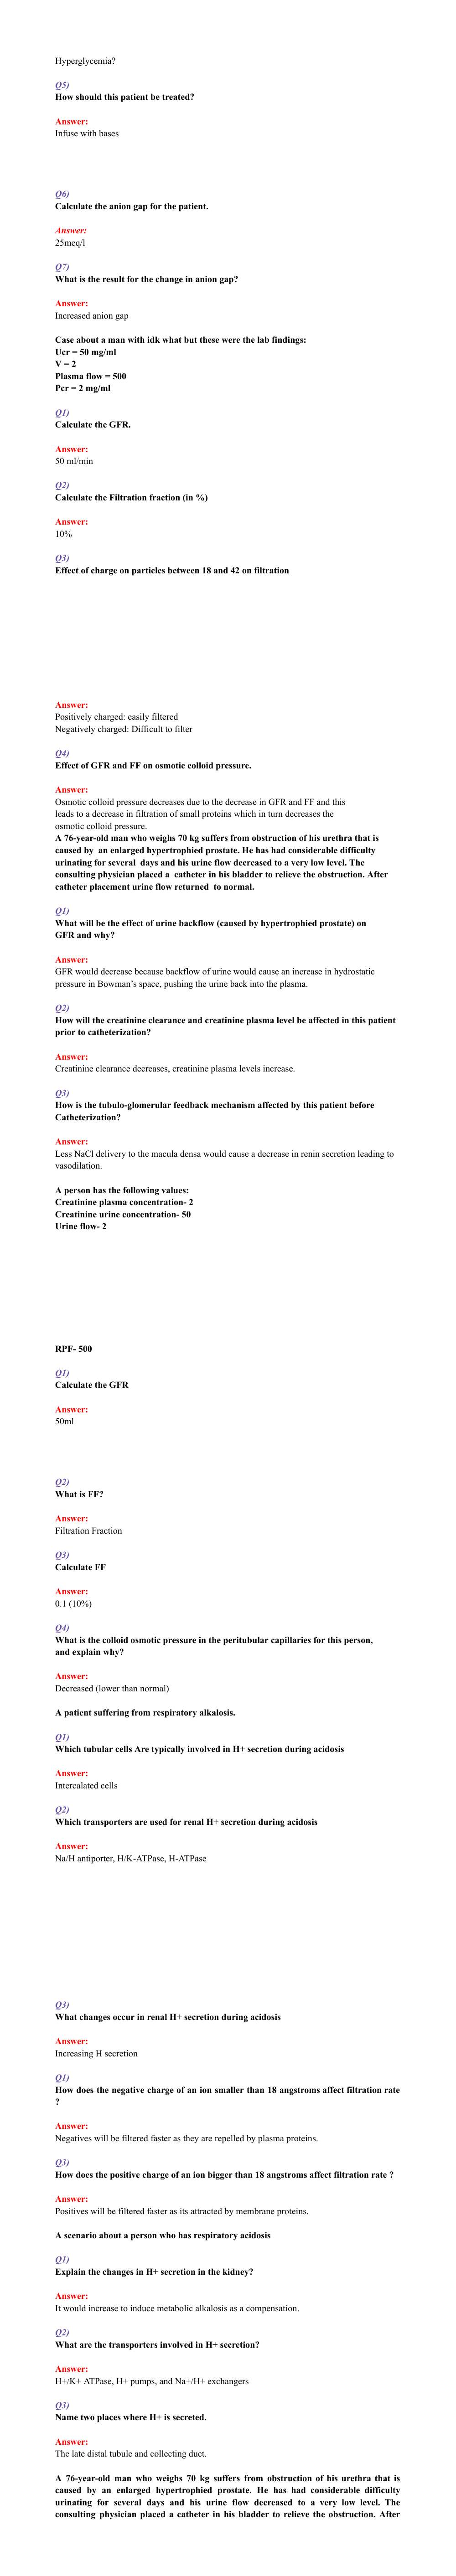 Hyperglycemia?
Q5)
How should this patient be treated?
Answer:
Infuse with bases
Q6)
Calculate the anion gap for the patient.
Answer:
25meq/l
Q7)
What is the result for the change in anion gap?
Answer:
Increased anion gap
Case about a man with idk what but these were the lab findings:
Ucr = 50 mg/ml
V = 2
Plasma flow = 500
Pcr = 2 mg/ml
Q1)
Calculate the GFR.
Answer:
50 ml/min
Q2)
Calculate the Filtration fraction (in %)
Answer:
10%
Q3)
Effect of charge on particles between 18 and 42 on filtration
Answer:
Positively charged: easily filtered
Negatively charged: Difficult to filter
Q4)
Effect of GFR and FF on osmotic colloid pressure.
Answer:
Osmotic colloid pressure decreases due to the decrease in GFR and FF and this
leads to a decrease in filtration of small proteins which in turn decreases the
osmotic colloid pressure.
A 76-year-old man who weighs 70 kg suffers from obstruction of his urethra that is
caused by an enlarged hypertrophied prostate. He has had considerable difficulty
urinating for several days and his urine flow decreased to a very low level. The
consulting physician placed a catheter in his bladder to relieve the obstruction. After
catheter placement urine flow returned to normal.
Q1)
What will be the effect of urine backflow (caused by hypertrophied prostate) on
GFR and why?
Answer:
GFR would decrease because backflow of urine would cause an increase in hydrostatic
pressure in Bowman’s space, pushing the urine back into the plasma.
Q2)
How will the creatinine clearance and creatinine plasma level be affected in this patient
prior to catheterization?
Answer:
Creatinine clearance decreases, creatinine plasma levels increase.
Q3)
How is the tubulo-glomerular feedback mechanism affected by this patient before
Catheterization?
Answer:
Less NaCl delivery to the macula densa would cause a decrease in renin secretion leading to
vasodilation.
A person has the following values:
Creatinine plasma concentration- 2
Creatinine urine concentration- 50
Urine flow- 2
RPF- 500
Q1)
Calculate the GFR
Answer:
50ml
Q2)
What is FF?
Answer:
Filtration Fraction
Q3)
Calculate FF
Answer:
0.1 (10%)
Q4)
What is the colloid osmotic pressure in the peritubular capillaries for this person,
and explain why?
Answer:
Decreased (lower than normal)
A patient suffering from respiratory alkalosis.
Q1)
Which tubular cells Are typically involved in H+ secretion during acidosis
Answer:
Intercalated cells
Q2)
Which transporters are used for renal H+ secretion during acidosis
Answer:
Na/H antiporter, H/K-ATPase, H-ATPase
Q3)
What changes occur in renal H+ secretion during acidosis
Answer:
Increasing H secretion
Q1)
How does the negative charge of an ion smaller than 18 angstroms affect filtration rate
?
Answer:
Negatives will be filtered faster as they are repelled by plasma proteins.
Q3)
How does the positive charge of an ion bigger than 18 angstroms affect filtration rate ?
Answer:
Positives will be filtered faster as its attracted by membrane proteins.
A scenario about a person who has respiratory acidosis
Q1)
Explain the changes in H+ secretion in the kidney?
Answer:
It would increase to induce metabolic alkalosis as a compensation.
Q2)
What are the transporters involved in H+ secretion?
Answer:
H+/K+ ATPase, H+ pumps, and Na+/H+ exchangers
Q3)
Name two places where H+ is secreted.
Answer:
The late distal tubule and collecting duct.
A 76-year-old man who weighs 70 kg suffers from obstruction of his urethra that is
caused by an enlarged hypertrophied prostate. He has had considerable difficulty
urinating for several days and his urine flow decreased to a very low level. The
consulting physician placed a catheter in his bladder to relieve the obstruction. After